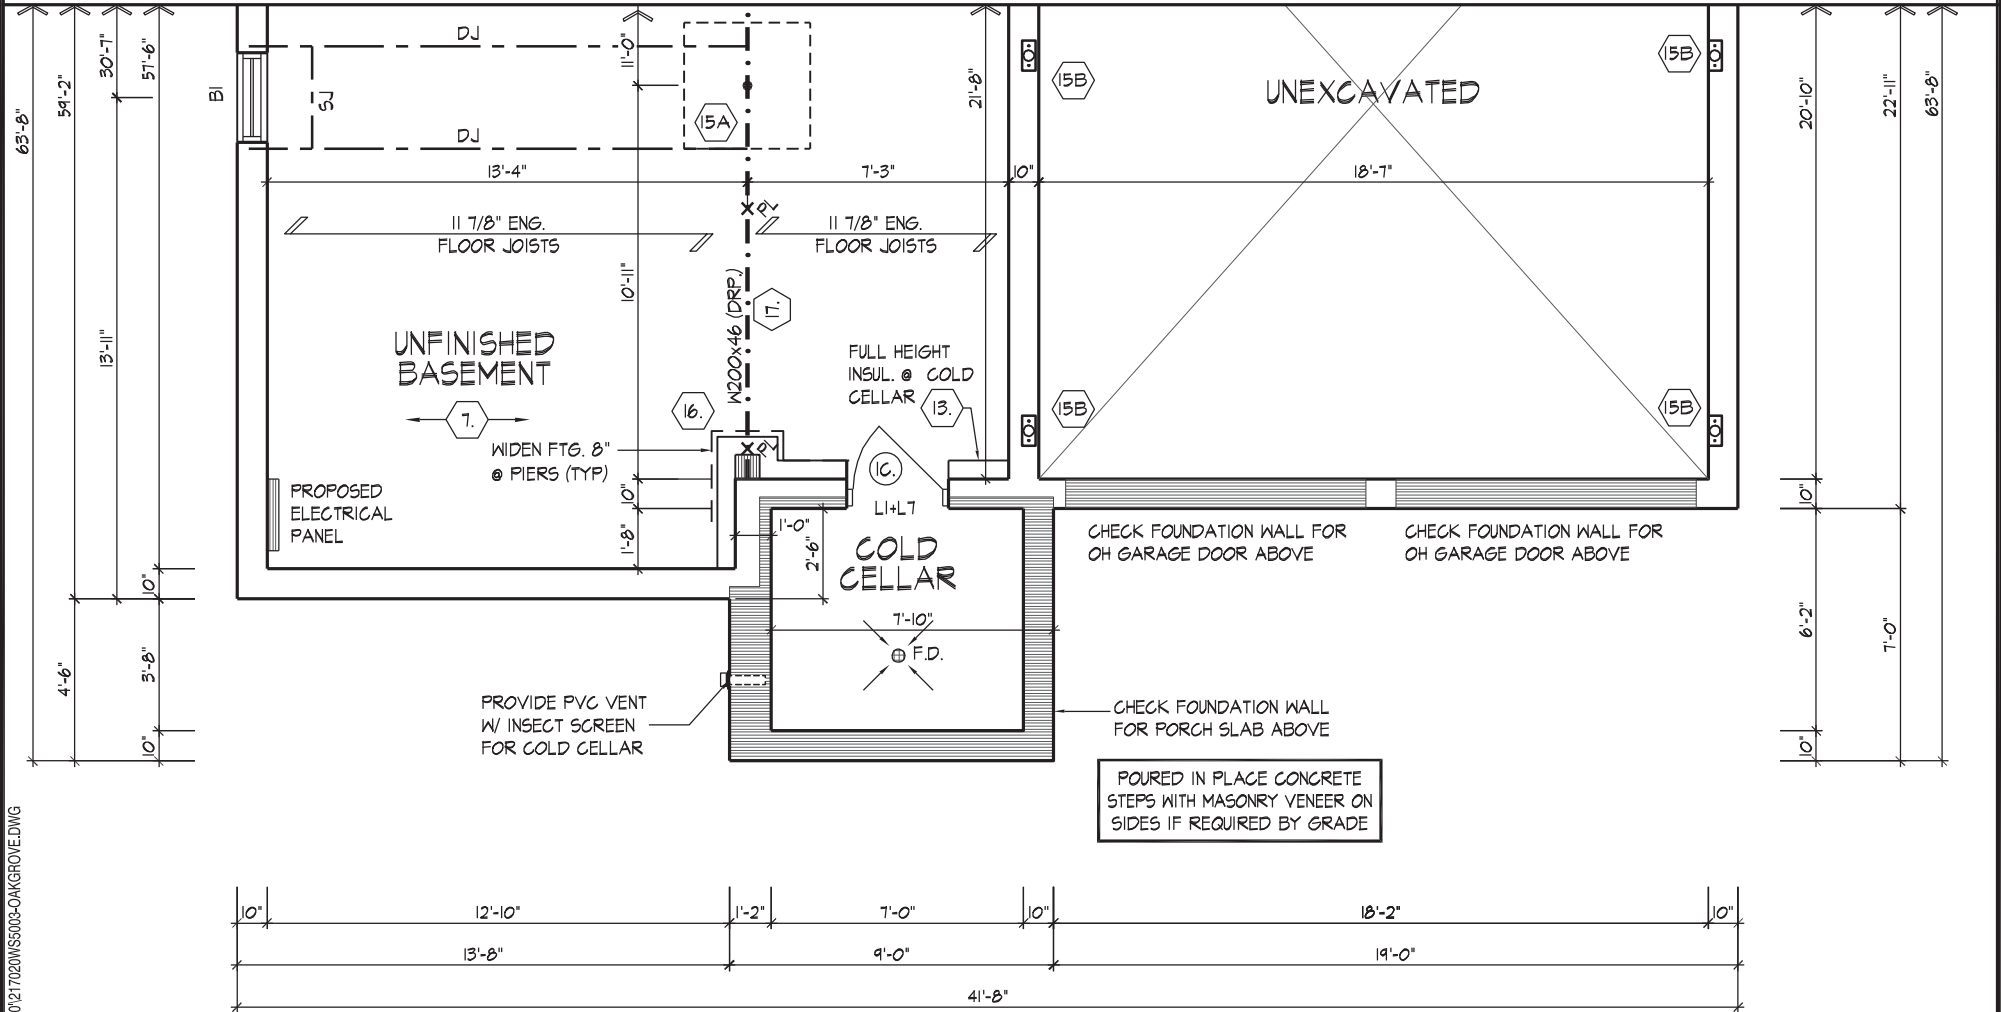 DJ
30'-7"
57'-6"
11'-0"
59'-2"
63'-8"
B1
SJ
15A
21'-8"
15B
UNEXCAVATED
15B
20'-10"
22'-11"
63'-8"
DJ
13'-4"
7'-3"
10"
18'-7"
PL
11 7/8" ENG.
FLOOR JOISTS
11 7/8" ENG.
FLOOR JOISTS
10'-11"
W200x46 (DRP.)
17.
13'-11"
UNFINISHED
BASEMENT
7.
FULL HEIGHT
INSUL. @ COLD
CELLAR
13.
16.
15B
15B
WIDEN FTG. 8"
@ PIERS (TYP)
PL
1C.
L1+L7
PROPOSED
ELECTRICAL
PANEL
10"
1'-8"
1'-0"
2'-6"
COLD
CELLAR
7'-10"
F.D.
CHECK FOUNDATION WALL FOR
OH GARAGE DOOR ABOVE
CHECK FOUNDATION WALL FOR
OH GARAGE DOOR ABOVE
10"
10"
4'-6"
3'-8"
10"
6'-2"
7'-0"
10"
PROVIDE PVC VENT
W/ INSECT SCREEN
FOR COLD CELLAR
CHECK FOUNDATION WALL
FOR PORCH SLAB ABOVE
POURED IN PLACE CONCRETE
STEPS WITH MASONRY VENEER ON
SIDES IF REQUIRED BY GRADE
0\217020WS5003-OAKGROVE.DWG
10"
12'-10"
1'-2"
7'-0"
10"
18'-2"
10"
13'-8"
9'-0"
19'-0"
41'-8"